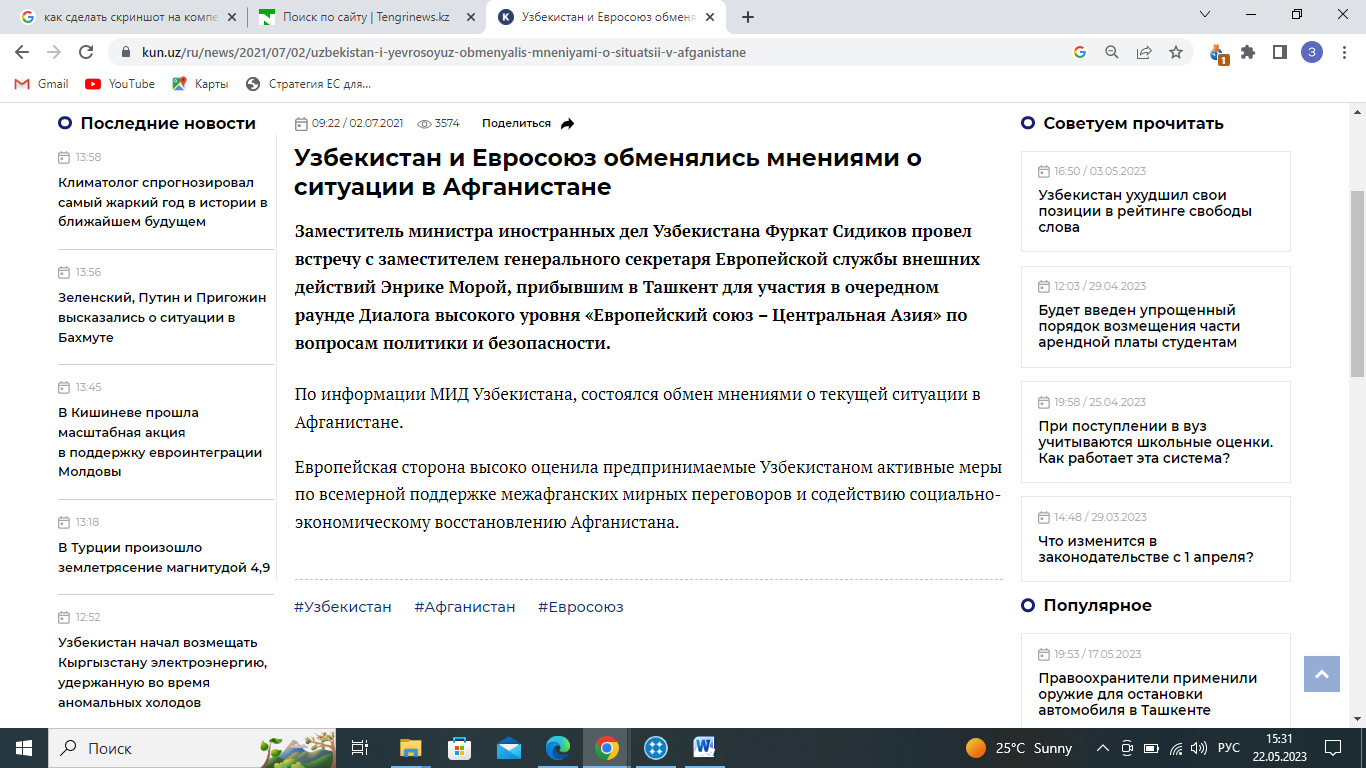 как сделать скриншот на компе
Поиск по сайту | Tengrinews.kz
Узбекистан и Евросоюз обменя
kun.uz/ru/news/2021/07/02/uzbekistan-i-yevrosoyuz-obmenyalis-mneniyami-o-situatsii-v-afganistane
1
З
Gmail
YouTube
Карты
Стратегия ЕС для...
Последние новости
13:58
Климатолог спрогнозировал
самый жаркий год в истории в
ближайшем будущем
13:56
Зеленский, Путин и Пригожин
высказались о ситуации в
Бахмуте
13:45
В Кишиневе прошла
масштабная акция
в поддержку евроинтеграции
Молдовы
13:18
В Турции произошло
землетрясение магнитудой 4,9
12:52
Узбекистан начал возмещать
Кыргызстану электроэнергию,
удержанную во время
аномальных холодов
09:22 / 02.07.2021 3574 Поделиться
Узбекистан и Евросоюз обменялись мнениями о
ситуации в Афганистане
Заместитель министра иностранных дел Узбекистана Фуркат Сидиков провел
встречу с заместителем генерального секретаря Европейской службы внешних
действий Энрике Морой, прибывшим в Ташкент для участия в очередном
раунде Диалога высокого уровня «Европейский союз – Центральная Азия» по
вопросам политики и безопасности.
По информации МИД Узбекистана, состоялся обмен мнениями о текущей ситуации в
Афганистане.
Европейская сторона высоко оценила предпринимаемые Узбекистаном активные меры
по всемерной поддержке межафганских мирных переговоров и содействию социально-
экономическому восстановлению Афганистана.
#Узбекистан #Афганистан #Евросоюз
Советуем прочитать
16:50 / 03.05.2023
Узбекистан ухудшил свои
позиции в рейтинге свободы
слова
12:03 / 29.04.2023
Будет введен упрощенный
порядок возмещения части
арендной платы студентам
19:58 / 25.04.2023
При поступлении в вуз
учитываются школьные оценки.
Как работает эта система?
14:48 / 29.03.2023
Что изменится в
законодательстве с 1 апреля?
Популярное
19:53 / 17.05.2023
Правоохранители применили
оружие для остановки
автомобиля в Ташкенте
Поиск
25°C Sunny
РУС
15:31
22.05.2023